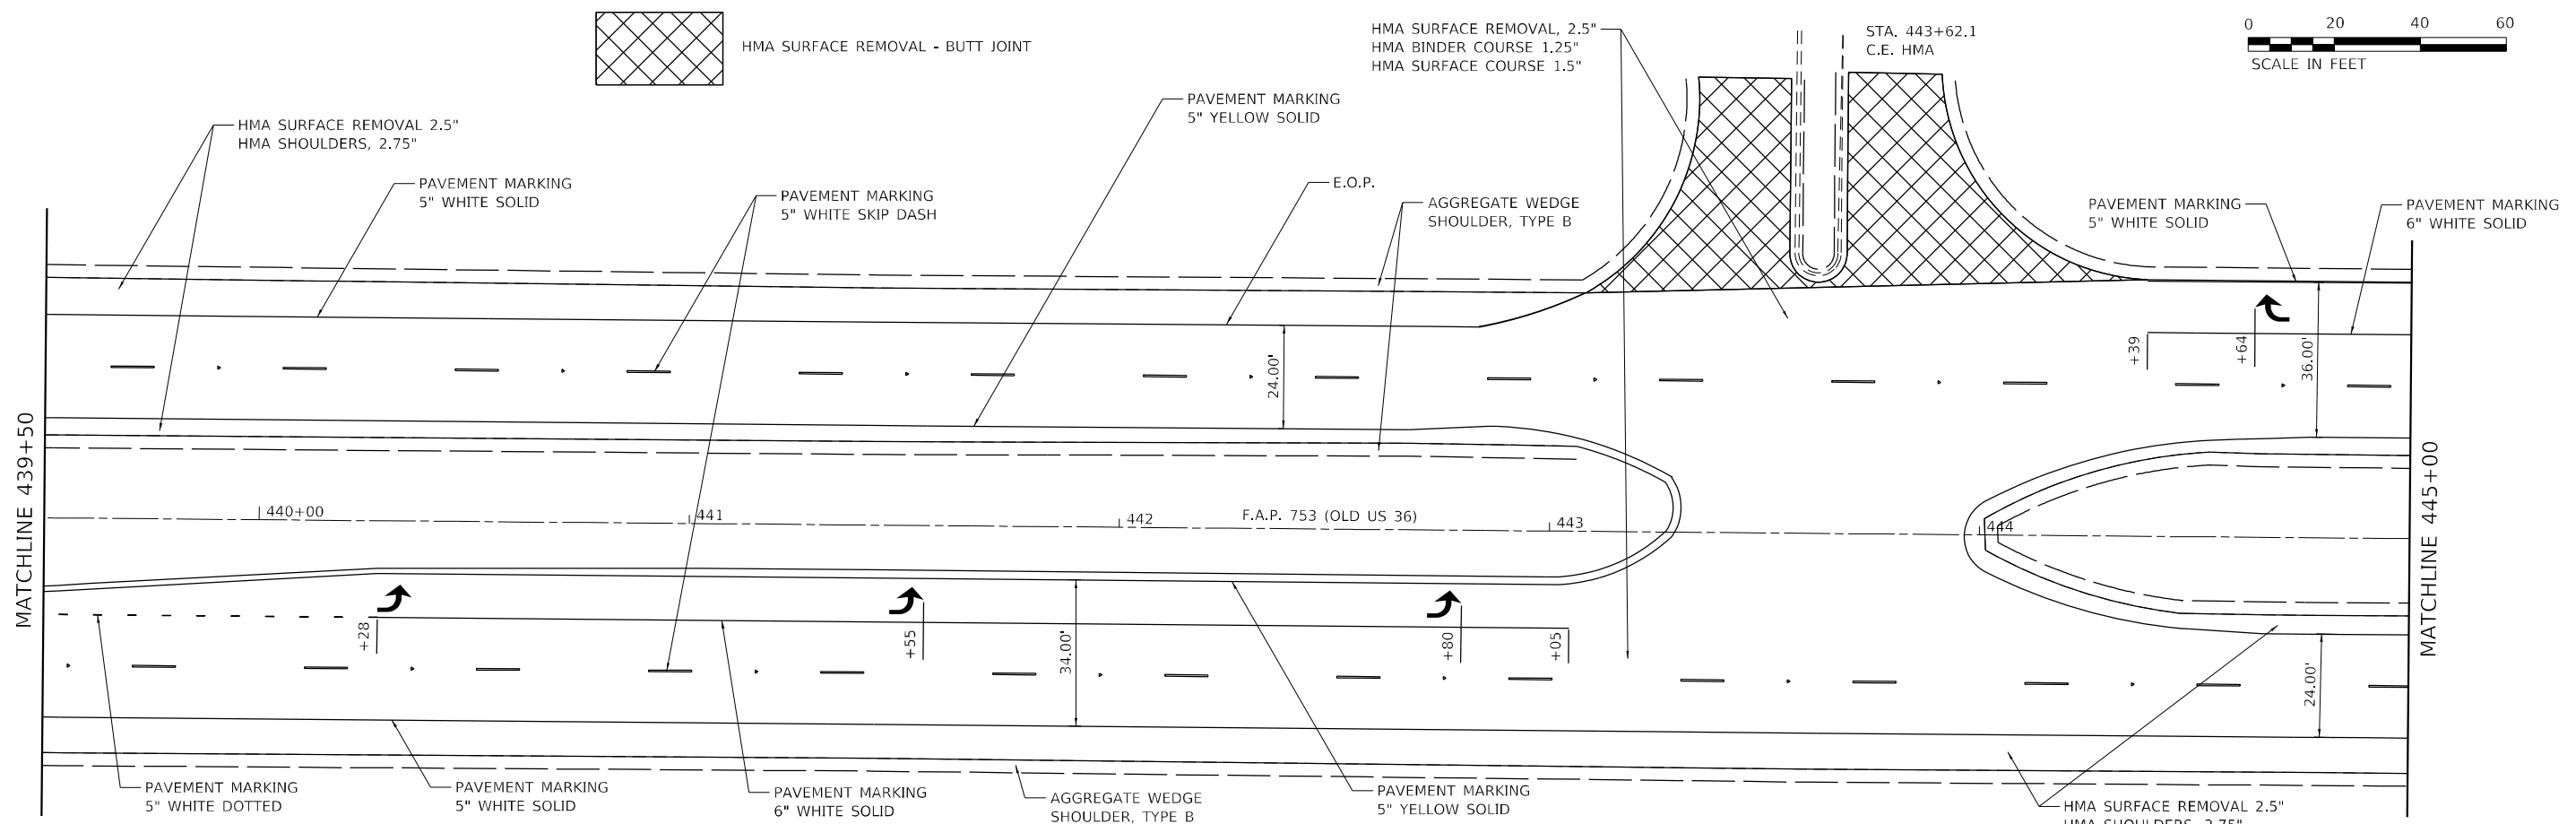 HMA SURFACE REMOVAL - BUTT JOINT
HMA SURFACE REMOVAL, 2.5"
HMA BINDER COURSE 1.25"
HMA SURFACE COURSE 1.5"
STA. 443+62.1
C.E. HMA
0 20 40 60
SCALE IN FEET
HMA SURFACE REMOVAL 2.5"
HMA SHOULDERS, 2.75"
PAVEMENT MARKING
5" WHITE SOLID
PAVEMENT MARKING
5" WHITE SKIP DASH
PAVEMENT MARKING
5" YELLOW SOLID
E.O.P.
AGGREGATE WEDGE
SHOULDER, TYPE B
PAVEMENT MARKING
5" WHITE SOLID
PAVEMENT MARKING
6" WHITE SOLID
24.00'
+39
+64
36.00'
MATCHLINE 439+50
440+00
441
442
F.A.P. 753 (OLD US 36)
443
444
MATCHLINE 445+00
+28
+55
34.00'
+80
+05
24.00'
PAVEMENT MARKING
5" WHITE DOTTED
PAVEMENT MARKING
5" WHITE SOLID
PAVEMENT MARKING
6" WHITE SOLID
AGGREGATE WEDGE
SHOULDER, TYPE B
PAVEMENT MARKING
5" YELLOW SOLID
HMA SURFACE REMOVAL 2.5"
HMA SHOULDERS, 2.75"